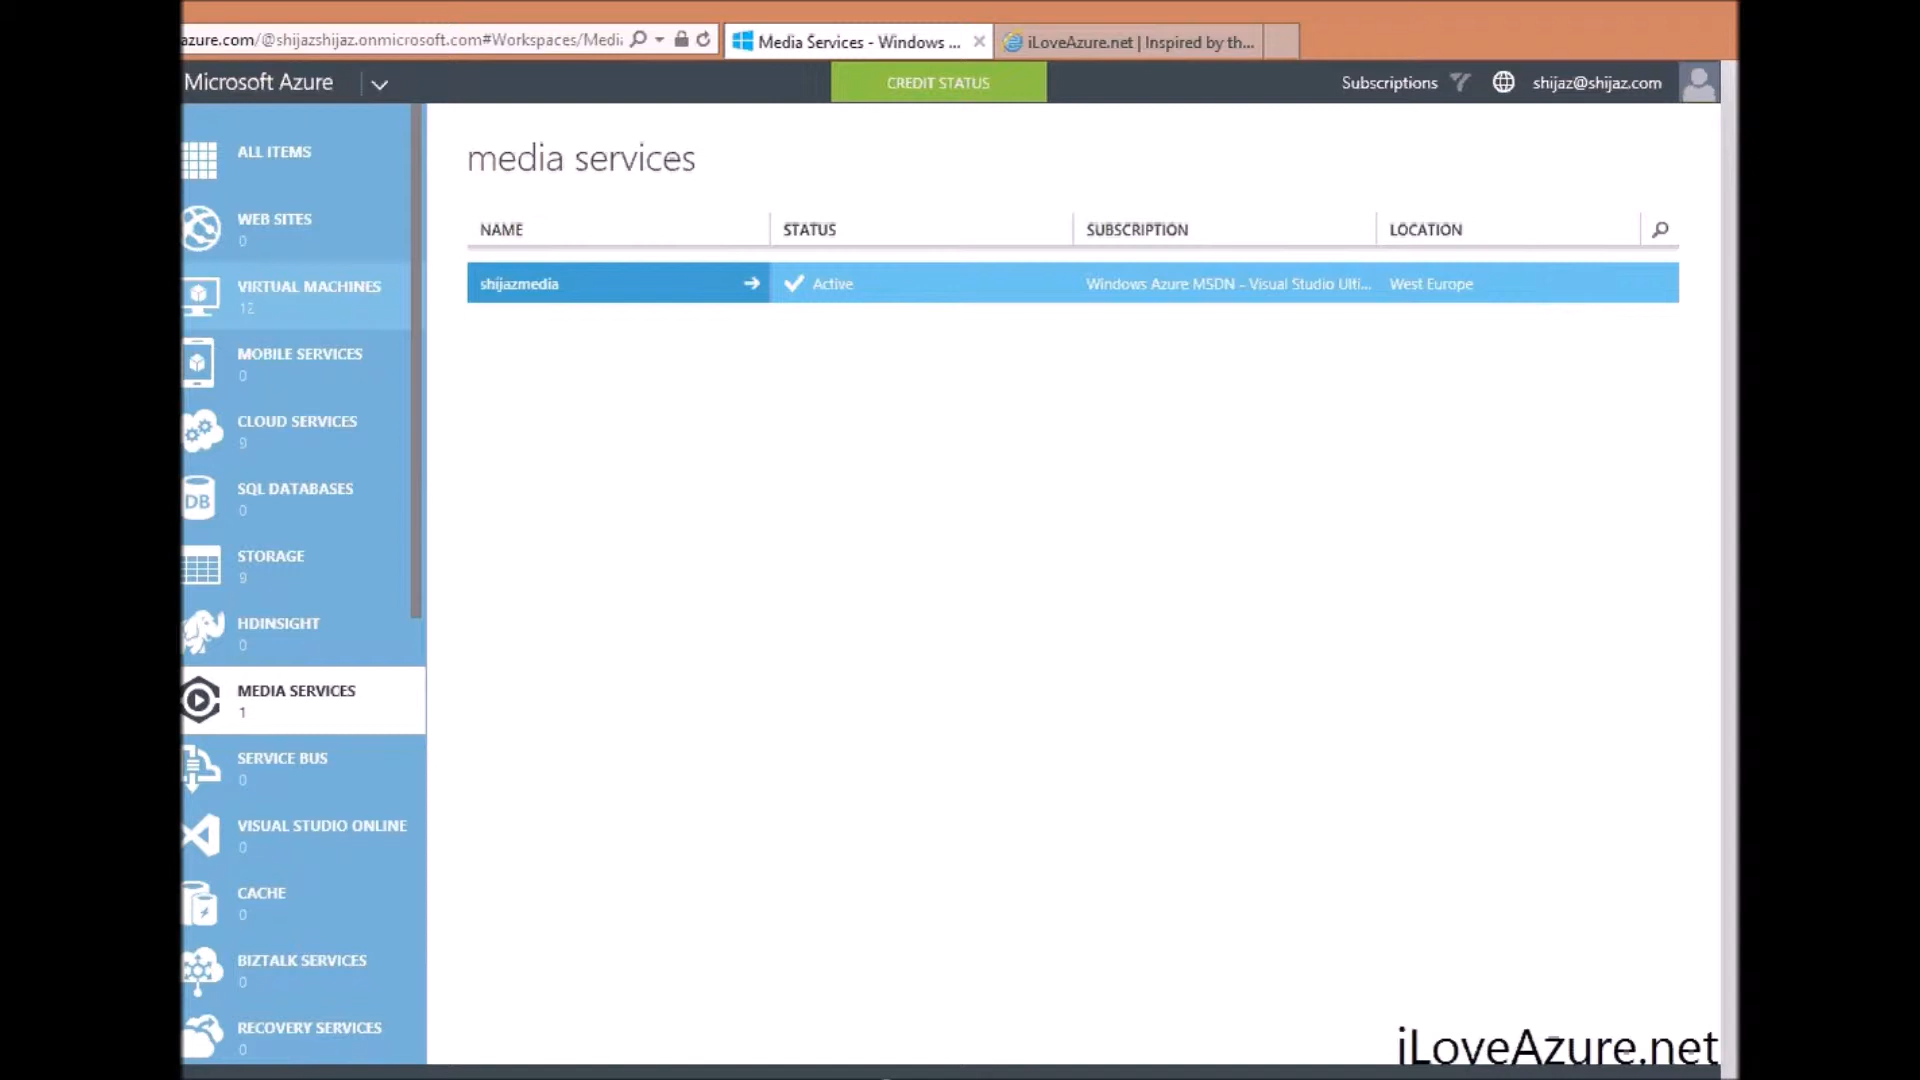 azure.com/@shijazshijaz.onmicrosoft.com#Workspaces/Medi
Media Services - Windows ...
iLoveAzure.net | Inspired by th...
Microsoft Azure
CREDIT STATUS
Subscriptions
shijaz@shijaz.com
ALL ITEMS
WEB SITES
0
VIRTUAL MACHINES
12
MOBILE SERVICES
0
CLOUD SERVICES
9
DB
SQL DATABASES
0
STORAGE
9
HDINSIGHT
0
MEDIA SERVICES
1
SERVICE BUS
0
VISUAL STUDIO ONLINE
0
CACHE
0
BIZTALK SERVICES
0
RECOVERY SERVICES
0
media services
NAME STATUS SUBSCRIPTION LOCATION
shijazmedia Active Windows Azure MSDN - Visual Studio Ulti... West Europe
iLoveAzure.net